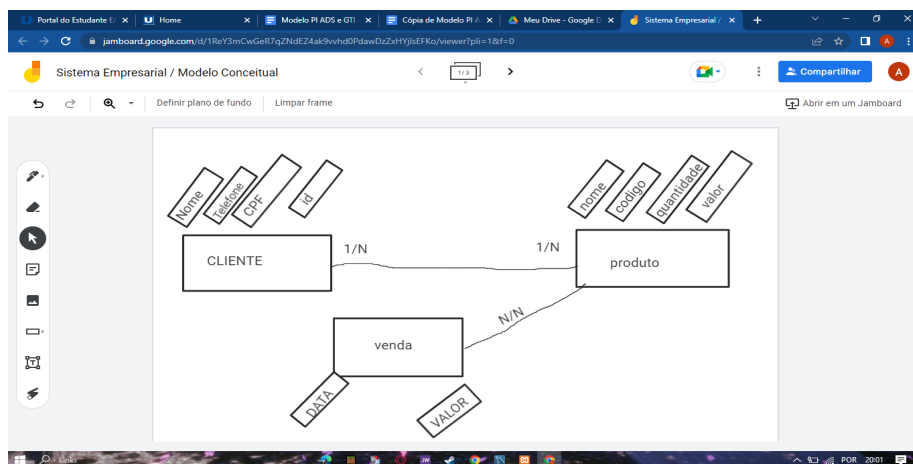 Portal do Estudante E
Home
Modelo PI ADS e GTI
Cópia de Modelo PI A
Meu Drive - Google D
Sistema Empresarial /
jamboard.google.com/d/1ReY3mCwGeR7qZNdEZ4ak9vvhd0PdawDzZxHYjlsEFKo/viewer?pli=1&f=0
Sistema Empresarial / Modelo Conceitual
1/3
Compartilhar
A
Definir plano de fundo
Limpar frame
Abrir em um Jamboard
Nome
Telefone
CPF
id
nome
codigo
quantidade
valor
CLIENTE
1/N
1/N
produto
N/N
venda
DATA
VALOR
Links
POR
20:01